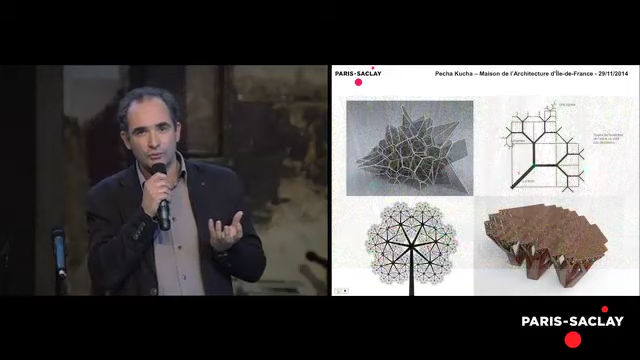 PARIS-SACLAY
Pecha Kucha – Maison de l'Architecture d'Île-de-France - 29/11/2014
PARIS-SACLAY